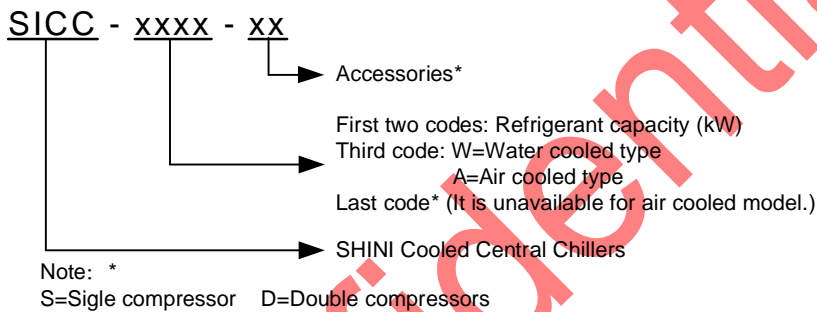 SICC - xxxx - xx
Accessories*
First two codes: Refrigerant capacity (kW)
Third code: W=Water cooled type
A=Air cooled type
Last code* (It is unavailable for air cooled model.)
SHINI Cooled Central Chillers
Note: *
S=Sigle compressor D=Double compressors